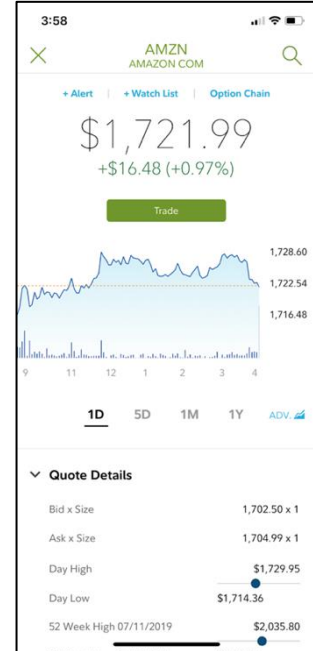 3:58
AMZN
AMAZON COM
+ Alert + Watch List Option Chain
$1,721.99
+$16.48 (+0.97%)
Trade
1,728.60
1,722.54
1,716.48
9 11 12 1 2 3 4
1D 5D 1M 1Y ADV.
Quote Details
Bid x Size 1,702.50 x 1
Ask x Size 1,704.99 x 1
Day High $1,729.95
Day Low $1,714.36
52 Week High 07/11/2019 $2,035.80